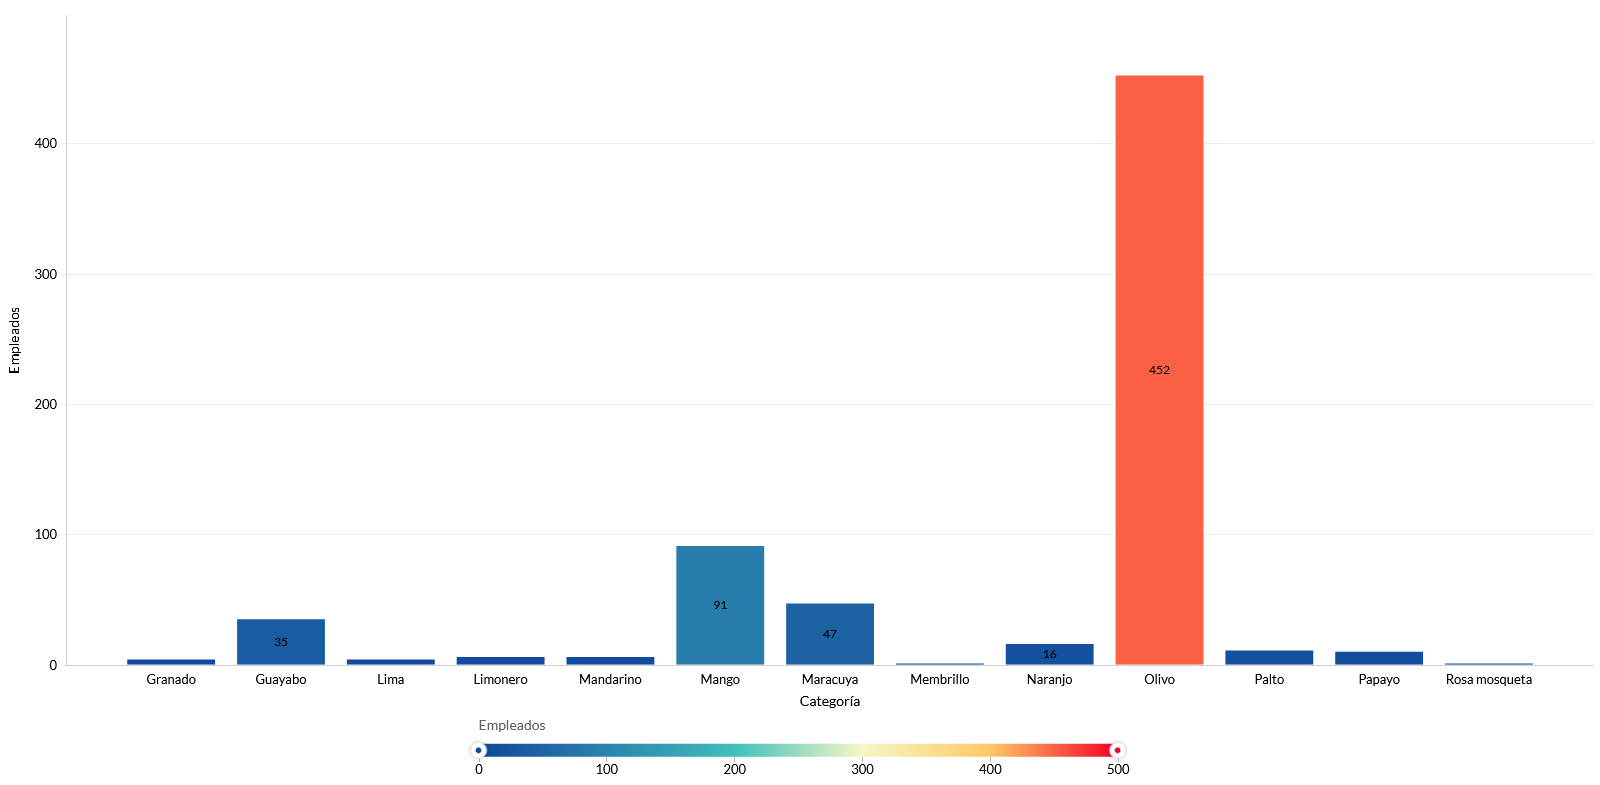 Empleados
400
300
200
100
0
35
91
47
16
452
Granado Guayabo Lima Limonero Mandarino Mango Maracuya Membrillo Naranjo Olivo Palto Papayo Rosa mosqueta
Categoría
Empleados
0 100 200 300 400 500